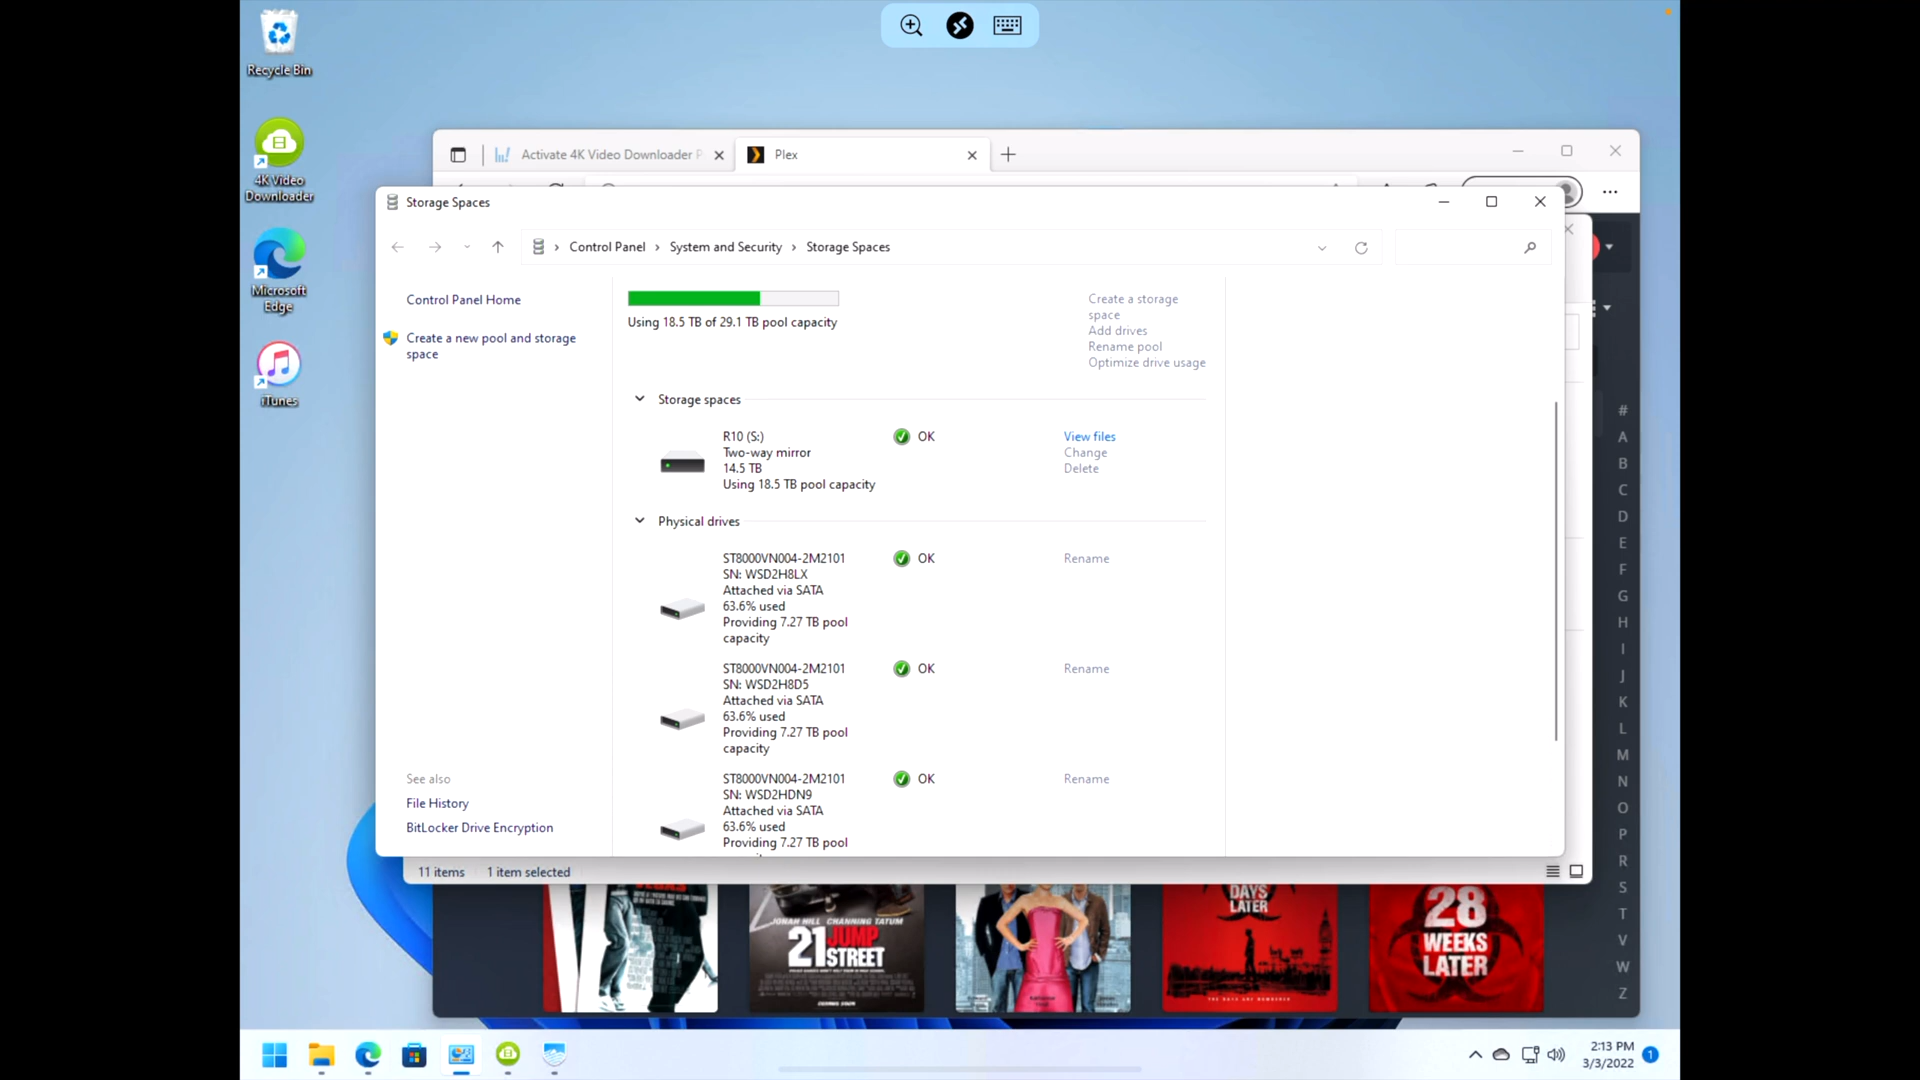 Recycle Bin
4K Video
Downloader
Microsoft
Edge
iTunes
Activate 4K Video Downloader P
Plex
Storage Spaces
Control Panel
System and Security
Storage Spaces
Control Panel Home
Create a new pool and storage
space
Using 18.5 TB of 29.1 TB pool capacity
Create a storage
space
Add drives
Rename pool
Optimize drive usage
Storage spaces
R10 (S:)
Two-way mirror
14.5 TB
Using 18.5 TB pool capacity
OK
View files
Change
Delete
Physical drives
ST8000VN004-2M2101
SN: WSD2H8LX
Attached via SATA
63.6% used
Providing 7.27 TB pool
capacity
OK
Rename
ST8000VN004-2M2101
SN: WSD2H8D5
Attached via SATA
63.6% used
Providing 7.27 TB pool
capacity
OK
Rename
ST8000VN004-2M2101
SN: WSD2HDN9
Attached via SATA
63.6% used
Providing 7.27 TB pool
OK
Rename
See also
File History
BitLocker Drive Encryption
11 items
1 item selected
#
A
B
C
D
E
F
G
H
I
J
K
L
M
N
O
P
R
S
T
V
W
Z
JONAH HILL CHANNING TATUM
21 JUMP
STREET
COMING SOON
DAYS
LATER
28
WEEKS
LATER
2:13 PM
3/3/2022
1